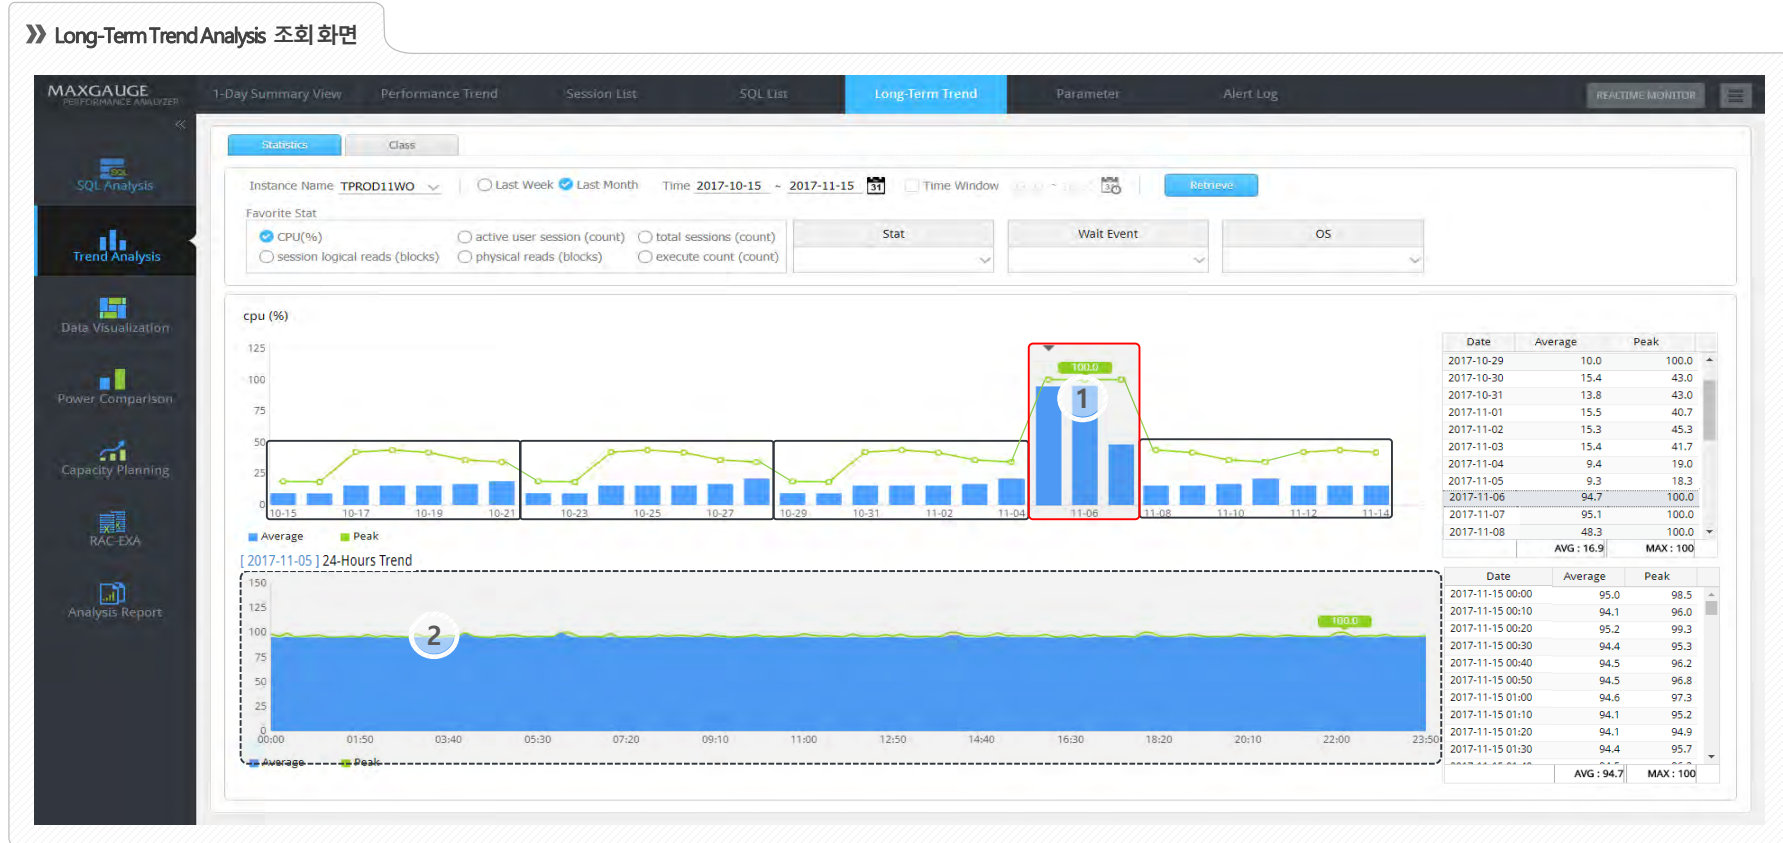 Long-Term Trend Analysis 조회 화면
MAXGAUGE
PERFORMANCE ANALYZER
1-Day Summary View Performance Trend Session List SQL List Long-Term Trend Parameter Alert Log REALTIME MONITOR
SQL
SQL Analysis
Trend Analysis
Data Visualization
Power Comparison
Capacity Planning
RAC-EXA
Analysis Report
Statistics Class
Instance Name TPROD11WO Last Week Last Month Time 2017-10-15 ~ 2017-11-15 31 Time Window Retrieve
Favorite Stat
CPU(%) active user session (count) total sessions (count) Stat Wait Event OS
session logical reads (blocks) physical reads (blocks) execute count (count)
cpu (%)
125
100
75
50
25
0
100.0
1
10-15 10-17 10-19 10-21 10-23 10-25 10-27 10-29 10-31 11-02 11-04 11-06 11-08 11-10 11-12 11-14
Average Peak
Date Average Peak
2017-10-29 10.0 100.0
2017-10-30 15.4 43.0
2017-10-31 13.8 43.0
2017-11-01 15.5 40.7
2017-11-02 15.3 45.3
2017-11-03 15.4 41.7
2017-11-04 9.4 19.0
2017-11-05 9.3 18.3
2017-11-06 94.7 100.0
2017-11-07 95.1 100.0
2017-11-08 48.3 100.0
AVG : 16.9 MAX : 100
[ 2017-11-05 ] 24-Hours Trend
150
125
100
75
50
25
0
2
100.0
00:00 01:50 03:40 05:30 07:20 09:10 11:00 12:50 14:40 16:30 18:20 20:10 22:00 23:50
Average Peak
Date Average Peak
2017-11-15 00:00 95.0 98.5
2017-11-15 00:10 94.1 96.0
2017-11-15 00:20 95.2 99.3
2017-11-15 00:30 94.4 95.3
2017-11-15 00:40 94.5 96.2
2017-11-15 00:50 94.5 96.8
2017-11-15 01:00 94.6 97.3
2017-11-15 01:10 94.1 95.2
2017-11-15 01:20 94.1 94.9
2017-11-15 01:30 94.4 95.7
AVG : 94.7 MAX : 100